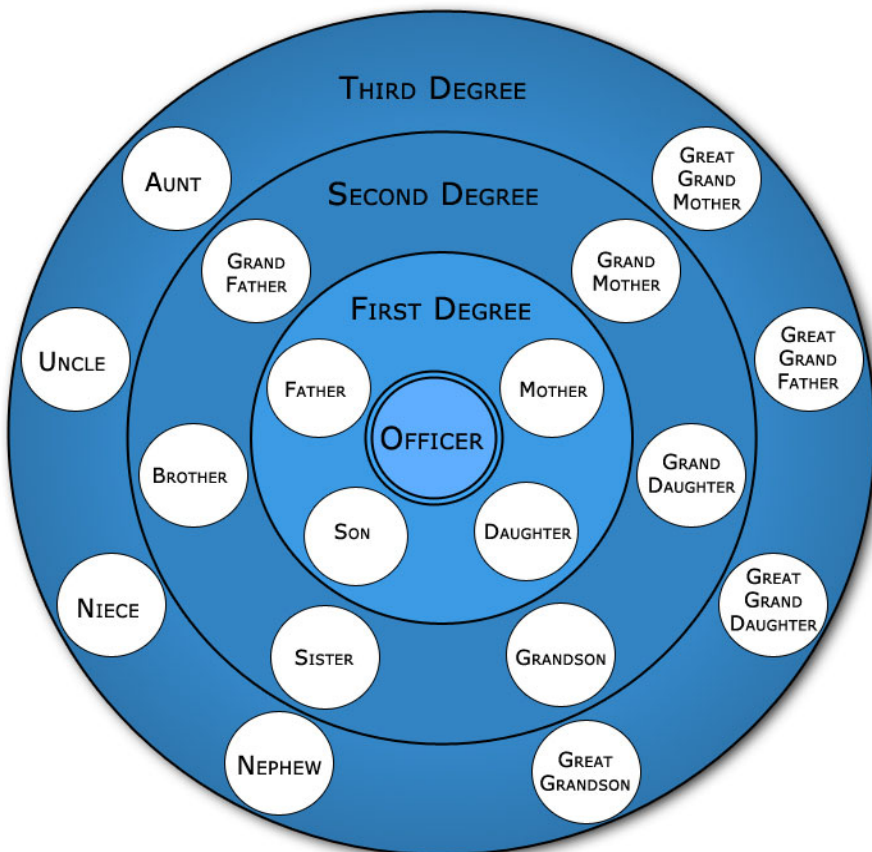 Third Degree
Aunt
Great
Grand
Mother
Second Degree
Grand
Father
Grand
Mother
First Degree
Uncle
Great
Grand
Father
Father
Mother
Officer
Brother
Grand
Daughter
Son
Daughter
Niece
Great
Grand
Daughter
Sister
Grandson
Nephew
Great
Grandson